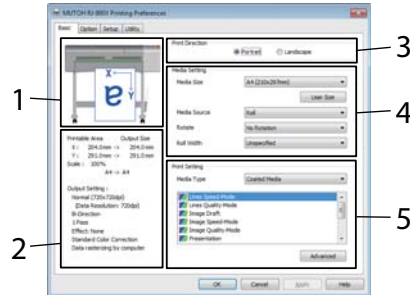 MUTOH RJ-900X Printing Preferences
Basic Option Setup Utility
Print Direction
Portrait Landscape
3
1
X
Y
a
Media Setting
Media Size A4 (210x297mm)
User Size
Media Source Roll
Rotate No Rotation
Roll Width Unspecified
4
Printable Area Output Size
X : 204.0mm -> 204.0mm
Y : 291.0mm -> 291.0mm
Scale : 100%
A4 -> A4
Output Setting :
Normal (720x720dpi)
(Data Resolution: 720dpi)
Bi-Direction
1 Pass
Effect: None
Standard Color Correction
Data rasterizing by computer
2
Print Setting
Media Type Coated Media
Lines Speed-Mode
Lines Quality-Mode
Image Draft
Image Speed-Mode
Image Quality-Mode
Presentation
Advanced
5
OK Cancel Apply Help